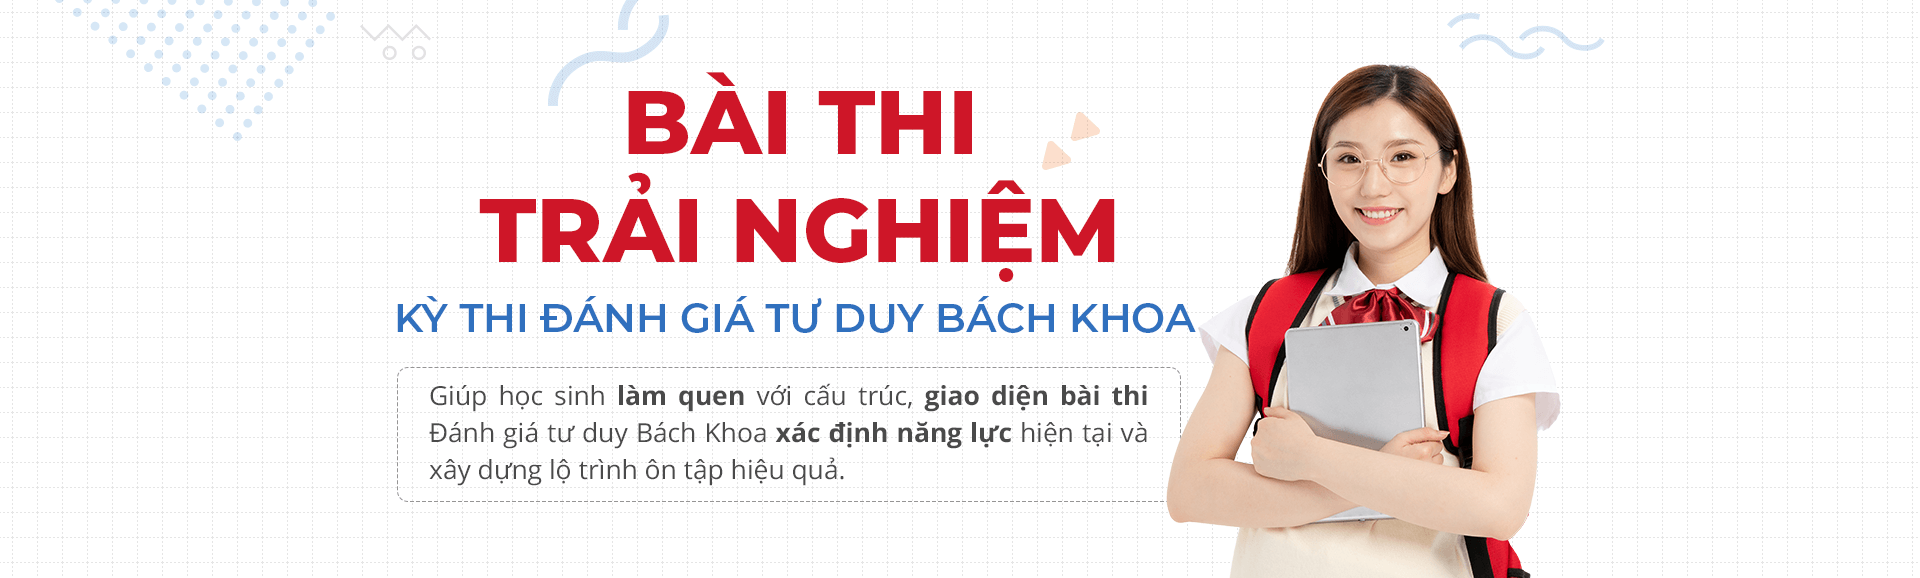 BÀI THI
TRẢI NGHIỆM
KỲ THI ĐÁNH GIÁ TƯ DUY BÁCH KHOA
Giúp học sinh làm quen với cấu trúc, giao diện bài thi
Đánh giá tư duy Bách Khoa xác định năng lực hiện tại và
xây dựng lộ trình ôn tập hiệu quả.